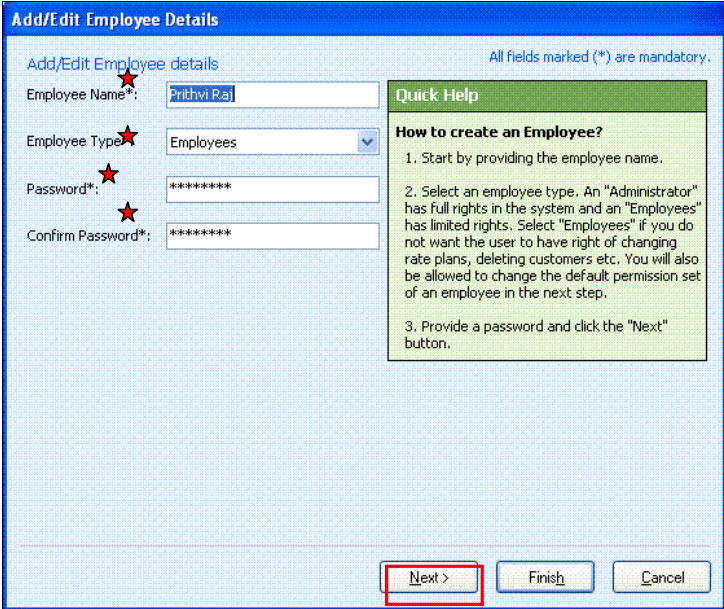 Add/Edit Employee Details
Add/Edit Employee details
All fields marked (*) are mandatory.
Employee Name*:
Prithvi Raj
Employee Type
Employees
Password*:
********
Confirm Password*:
********
Quick Help
How to create an Employee?
1. Start by providing the employee name.
2. Select an employee type. An "Administrator"
has full rights in the system and an "Employees"
has limited rights. Select "Employees" if you do
not want the user to have right of changing
rate plans, deleting customers etc. You will also
be allowed to change the default permission set
of an employee in the next step.
3. Provide a password and click the "Next"
button.
Next >
Finish
Cancel